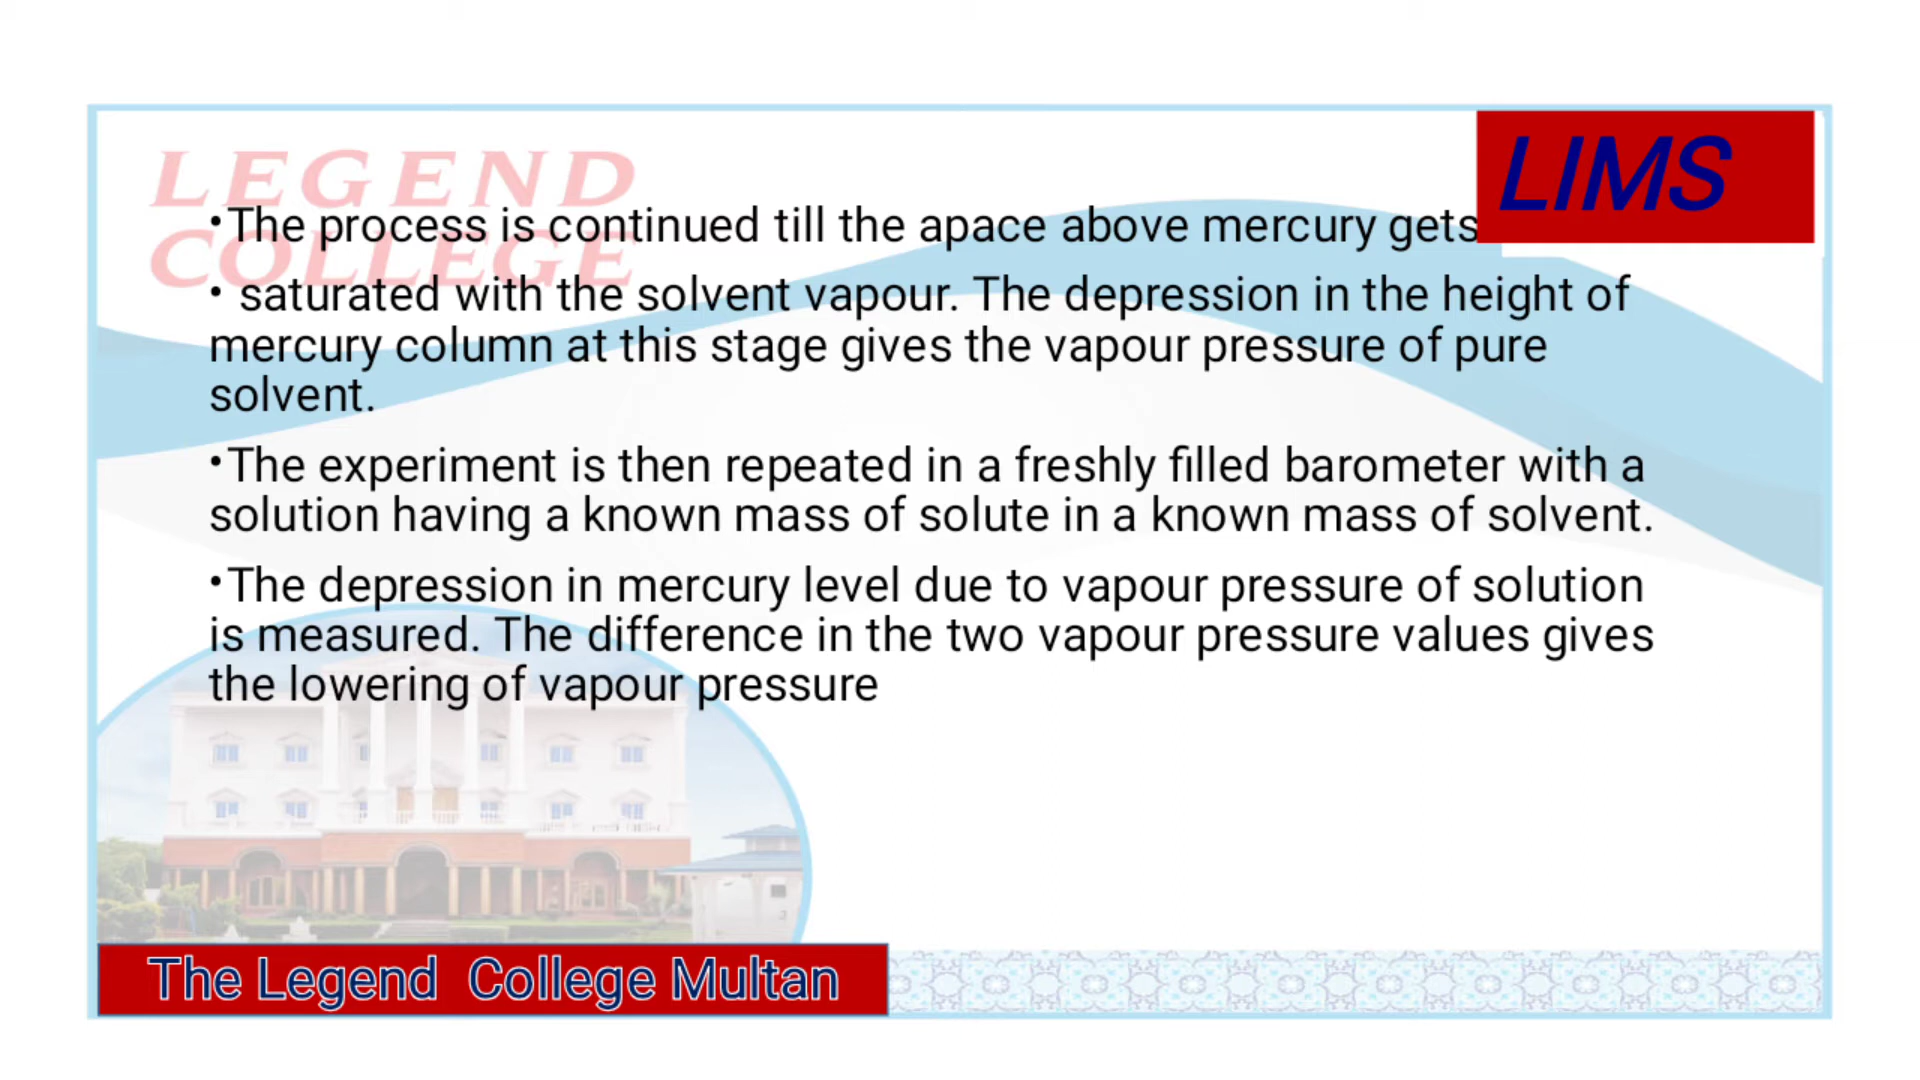 LEGEND
COLLEGE
LIMS
•The process is continued till the apace above mercury gets
• saturated with the solvent vapour. The depression in the height of
mercury column at this stage gives the vapour pressure of pure
solvent.
•The experiment is then repeated in a freshly filled barometer with a
solution having a known mass of solute in a known mass of solvent.
•The depression in mercury level due to vapour pressure of solution
is measured. The difference in the two vapour pressure values gives
the lowering of vapour pressure
The Legend  College Multan